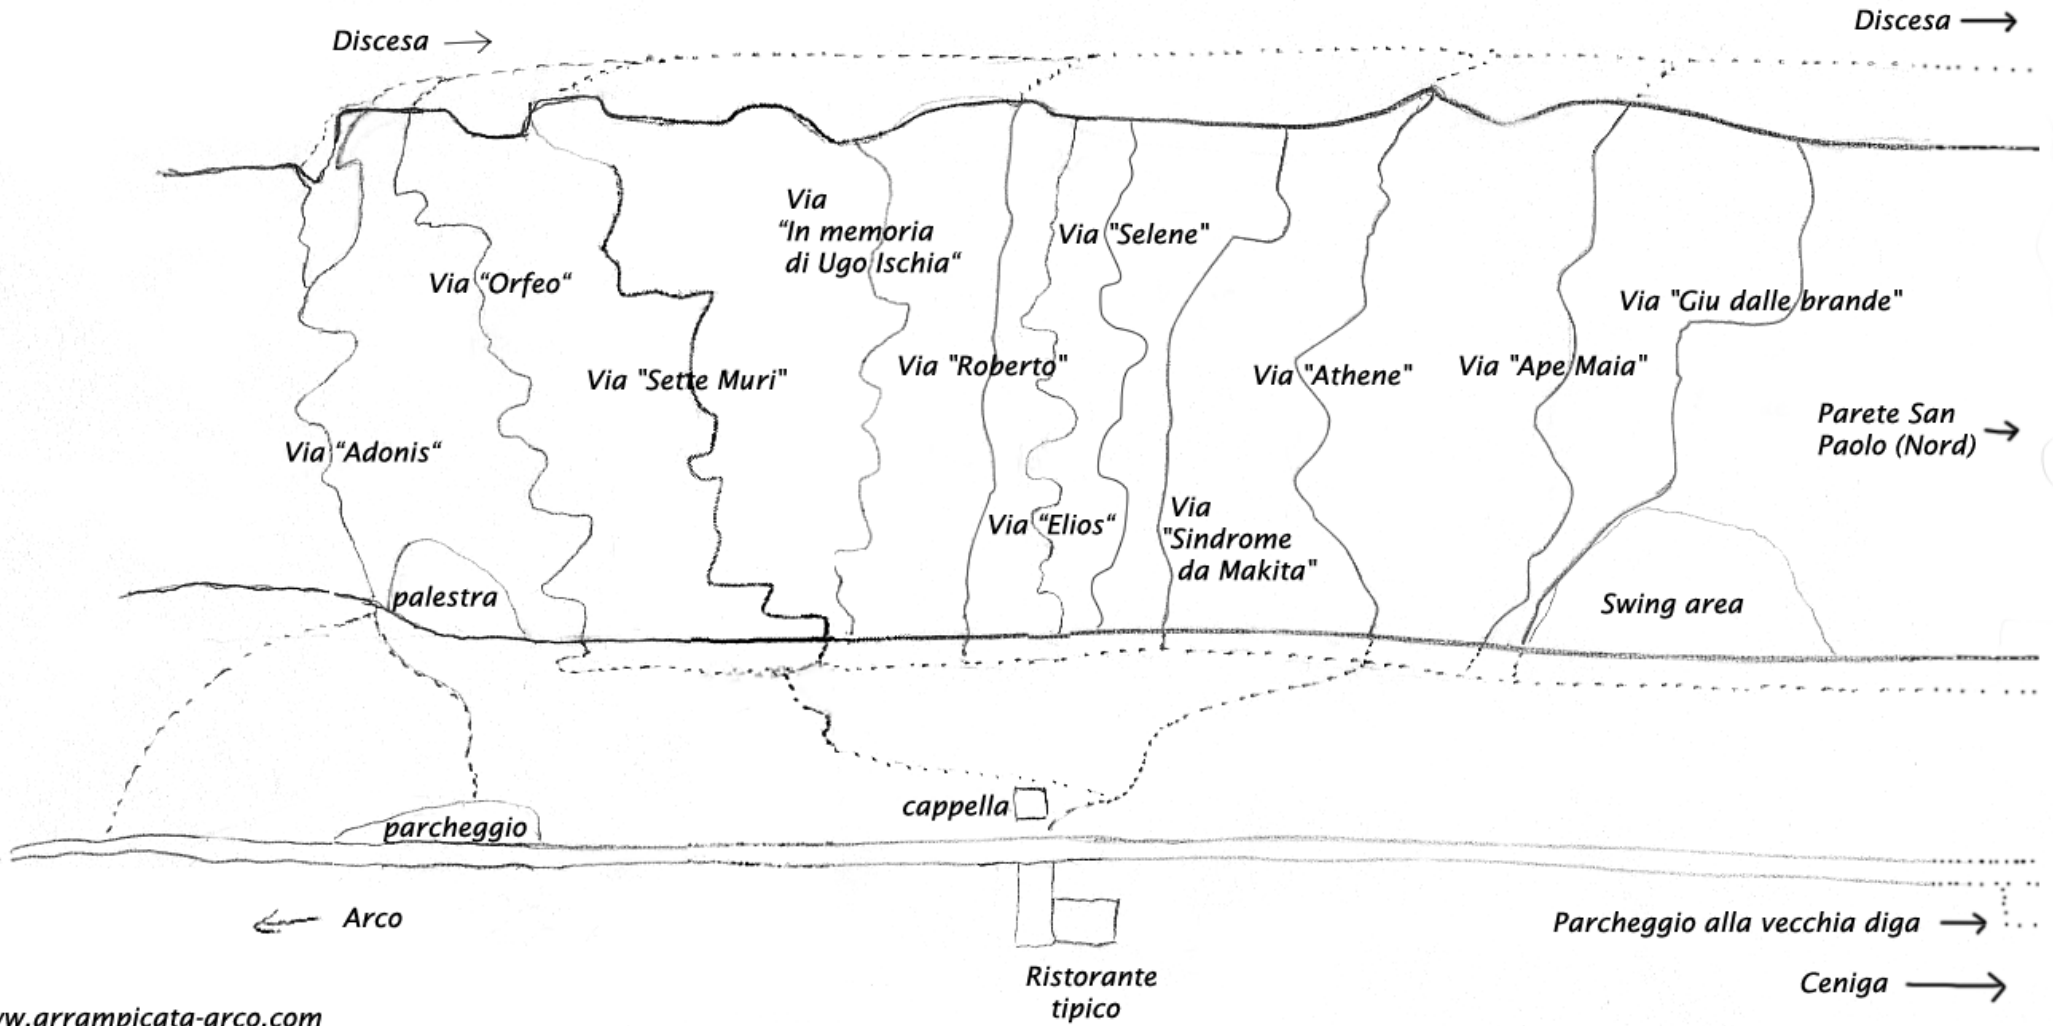 Discesa
Discesa
Via
“In memoria
di Ugo Ischia“
Via "Selene"
Via “Orfeo“
Via "Giu dalle brande"
Via "Sette Muri"
Via "Roberto"
Via "Athene"
Via "Ape Maia"
Parete San
Paolo (Nord)
Via “Adonis“
Via “Elios“
Via
"Sindrome
da Makita"
palestra
Swing area
cappella
parcheggio
Arco
Parcheggio alla vecchia diga
Ristorante
tipico
Ceniga
w.arrampicata-arco.com